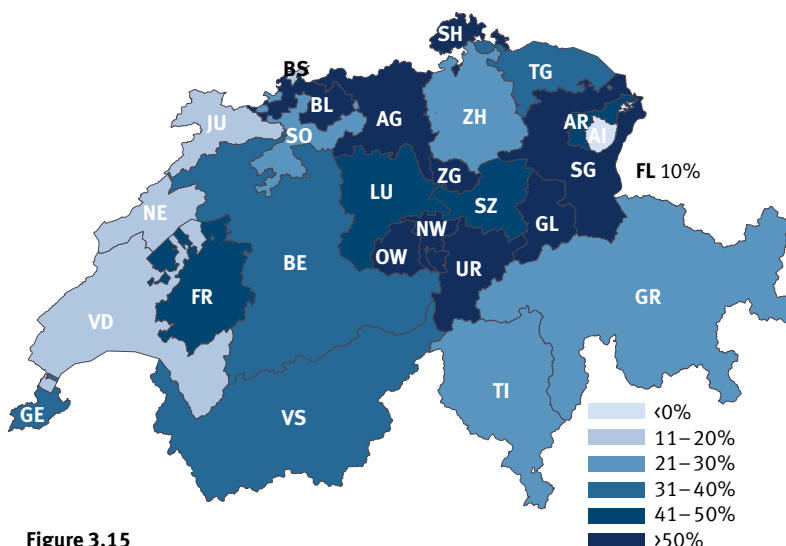 SH
BS
TG
BL
JU
AG
ZH
AR
AI
SO
SG
ZG
FL 10%
LU
SZ
NE
NW
GL
OW
BE
UR
FR
GR
VD
TI
GE
VS
‹0%
11–20%
21–30%
31–40%
41–50%
›50%
Figure 3.15